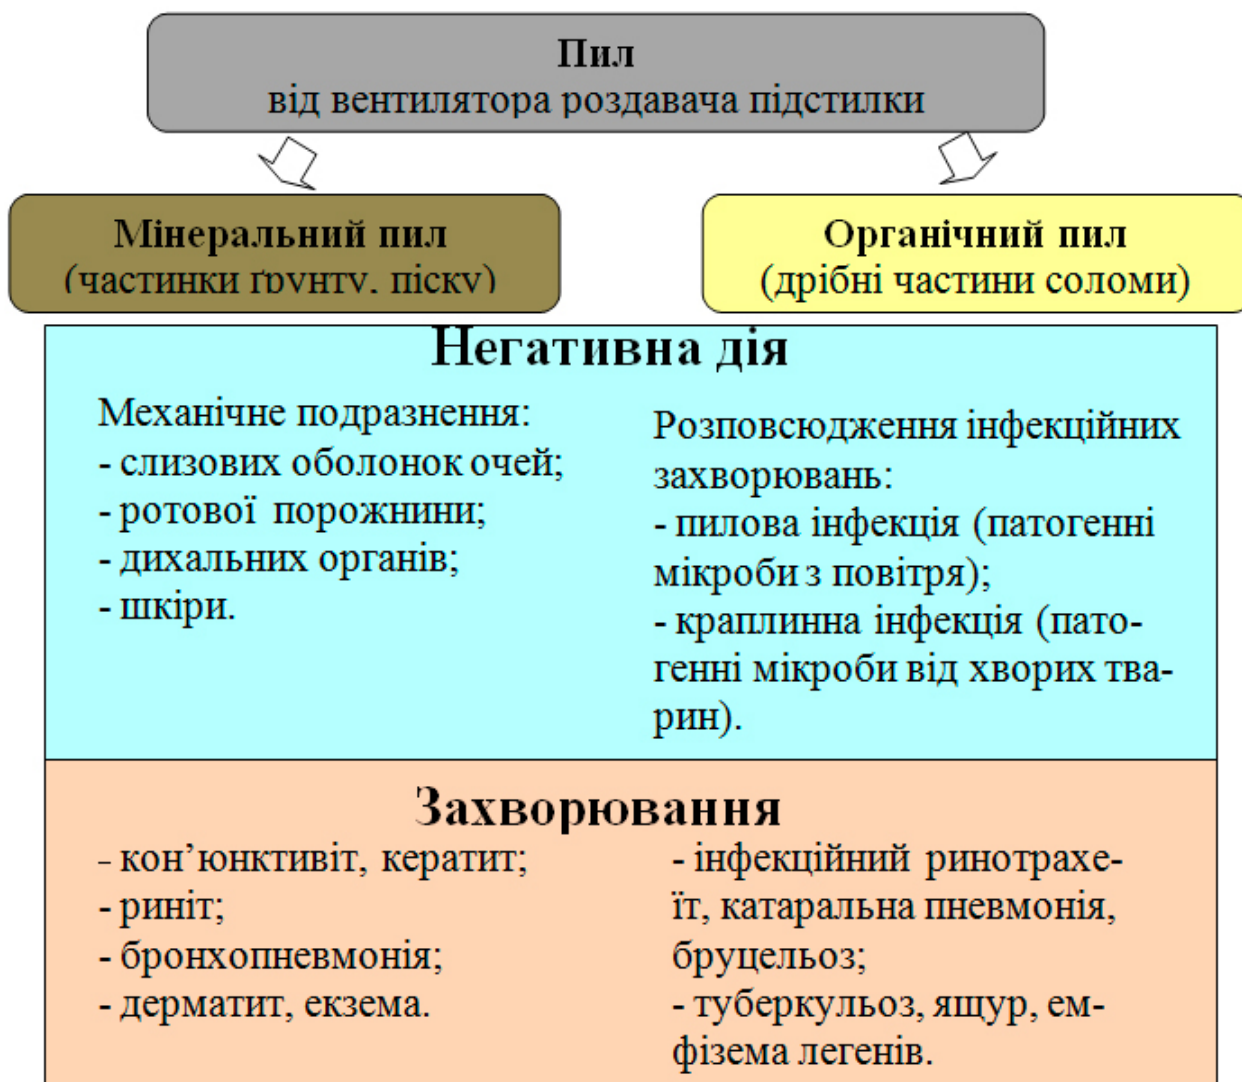 Пил
від вентилятора роздавача підстилки
Мінеральний пил
(частинки ґрунту, піску)
Органічний пил
(дрібні частини соломи)
Негативна дія
Механічне подразнення:
- слизових оболонок очей;
- ротової порожнини;
- дихальних органів;
- шкіри.
Розповсюдження інфекційних
захворювань:
- пилова інфекція (патогенні
мікроби з повітря);
- краплинна інфекція (пато-
генні мікроби від хворих тва-
рин).
Захворювання
- кон’юнктивіт, кератит;
- риніт;
- бронхопневмонія;
- дерматит, екзема.
- інфекційний ринотрахе-
їт, катаральна пневмонія,
бруцельоз;
- туберкульоз, ящур, ем-
фізема легенів.